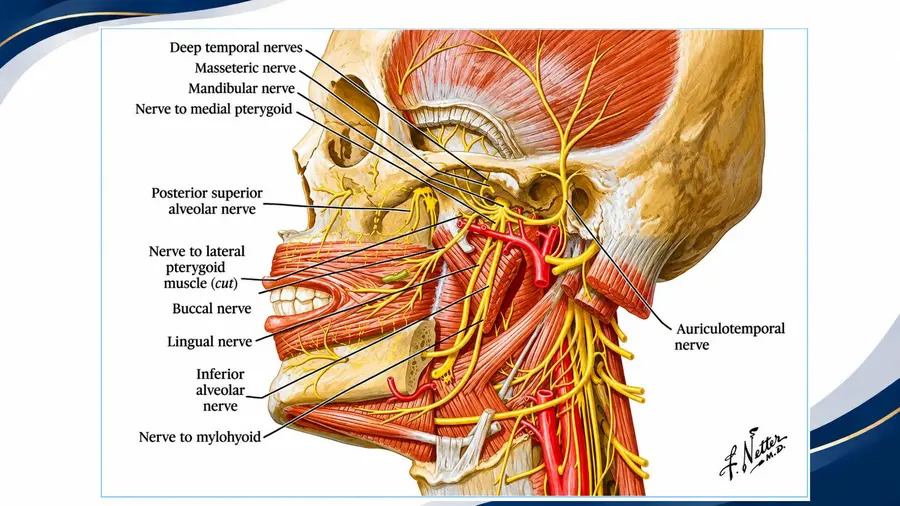 Deep temporal nerves
Masseteric nerve
Mandibular nerve
Nerve to medial pterygoid
Posterior superior
alveolar nerve
Nerve to lateral
pterygoid
muscle (cut)
Buccal nerve
Lingual nerve
Inferior
alveolar
nerve
Nerve to mylohyoid
Auriculotemporal
nerve
F. Netter
M.D.